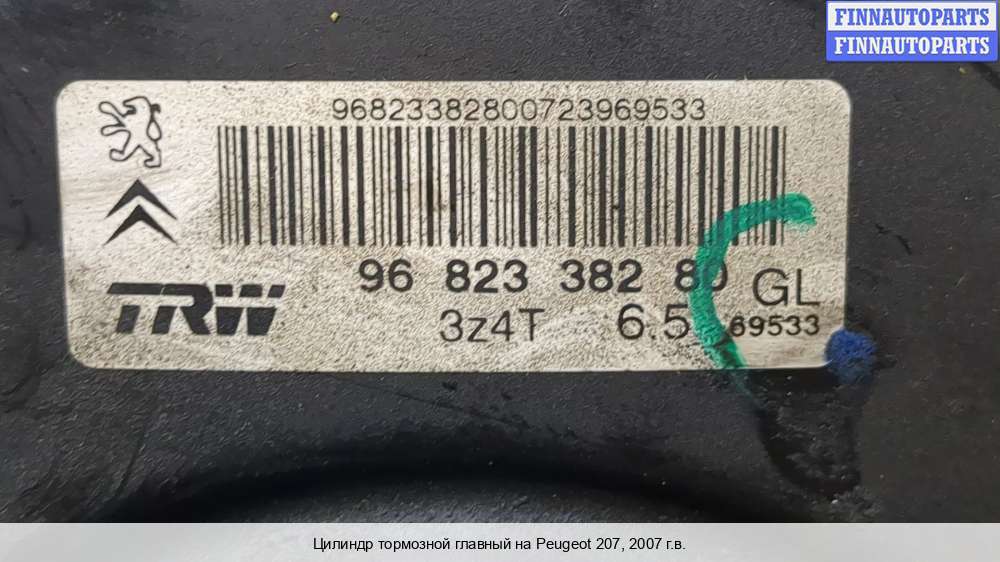 FINNAUTOPARTS
FINNAUTOPARTS
96823382800723969533
96 823 382 80 GL
TRW
3z4T 6.5 69533
Цилиндр тормозной главный на Peugeot 207, 2007 г.в.